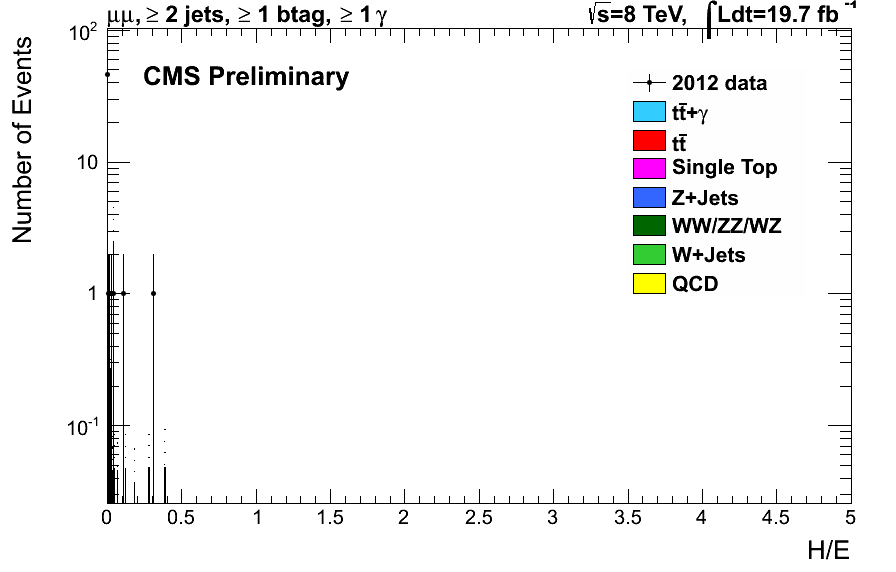 μμ, ≥ 2 jets, ≥ 1 btag, ≥ 1 γ
√s=8 TeV, ∫Ldt=19.7 fb⁻¹
CMS Preliminary
2012 data
tt̄+γ
tt̄
Single Top
Z+Jets
WW/ZZ/WZ
W+Jets
QCD
Number of Events
10²
10
1
10⁻¹
0 0.5 1 1.5 2 2.5 3 3.5 4 4.5 5
H/E